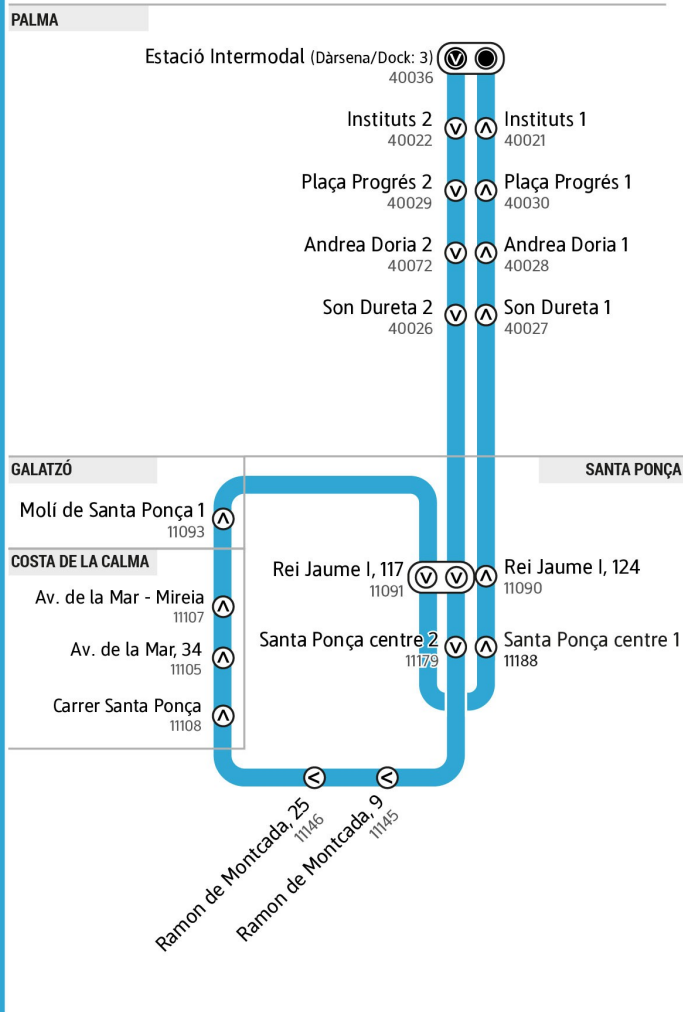 PALMA
Estació Intermodal (Dàrsena/Dock: 3)
40036
Instituts 2
40022
Instituts 1
40021
Plaça Progrés 2
40029
Plaça Progrés 1
40030
Andrea Doria 2
40072
Andrea Doria 1
40028
Son Dureta 2
40026
Son Dureta 1
40027
GALATZÓ
SANTA PONÇA
Molí de Santa Ponça 1
11093
COSTA DE LA CALMA
Av. de la Mar - Mireia
11107
Av. de la Mar, 34
11105
Carrer Santa Ponça
11108
Rei Jaume I, 117
11091
Rei Jaume I, 124
11090
Santa Ponça centre 2
11179
Santa Ponça centre 1
11188
Ramon de Montcada, 25
11146
Ramon de Montcada, 9
11145